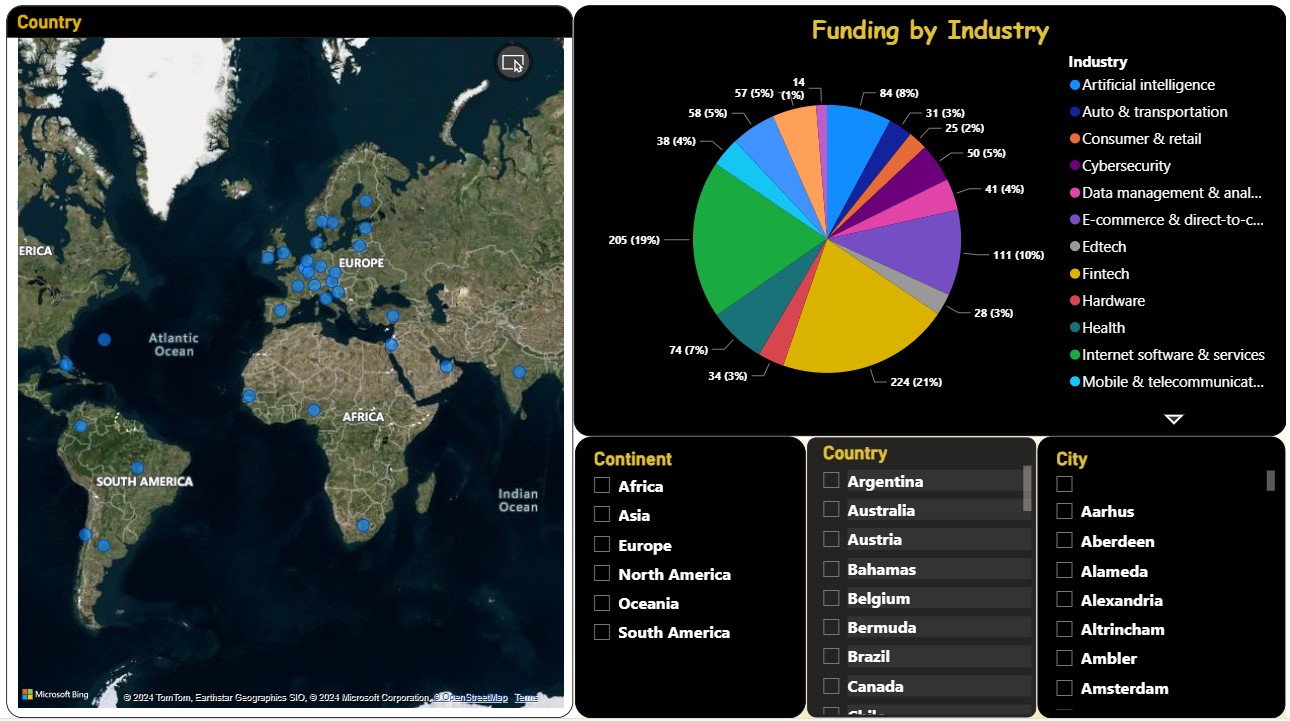 Country
ERICA
EUROPE
Atlantic
Ocean
AFRICA
SOUTH AMERICA
Indian
Ocean
Microsoft Bing
© 2024 TomTom, Earthstar Geographics SIO, © 2024 Microsoft Corporation, © OpenStreetMap Terms
Funding by Industry
14
(1%)
57 (5%)
58 (5%)
38 (4%)
205 (19%)
74 (7%)
34 (3%)
84 (8%)
31 (3%)
25 (2%)
50 (5%)
41 (4%)
111 (10%)
28 (3%)
224 (21%)
Industry
Artificial intelligence
Auto & transportation
Consumer & retail
Cybersecurity
Data management & anal...
E-commerce & direct-to-c...
Edtech
Fintech
Hardware
Health
Internet software & services
Mobile & telecommunicat...
Continent
Africa
Asia
Europe
North America
Oceania
South America
Country
Argentina
Australia
Austria
Bahamas
Belgium
Bermuda
Brazil
Canada
City
Aarhus
Aberdeen
Alameda
Alexandria
Altrincham
Ambler
Amsterdam